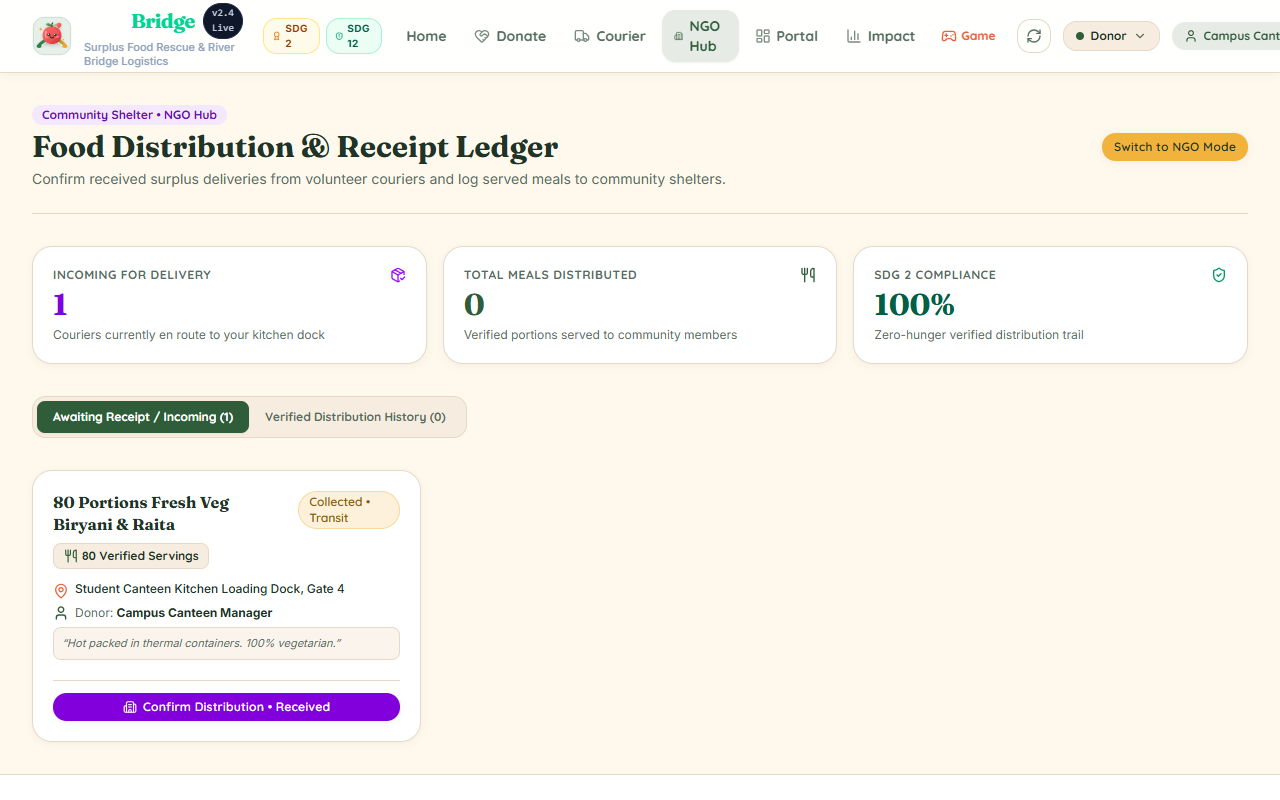 Bridge
v2.4
Live
Surplus Food Rescue & River
Bridge Logistics
SDG
2
SDG
12
Home
Donate
Courier
NGO
Hub
Portal
Impact
Game
Donor
Campus Cant
Community Shelter • NGO Hub
Food Distribution & Receipt Ledger
Confirm received surplus deliveries from volunteer couriers and log served meals to community shelters.
Switch to NGO Mode
INCOMING FOR DELIVERY
1
Couriers currently en route to your kitchen dock
TOTAL MEALS DISTRIBUTED
0
Verified portions served to community members
SDG 2 COMPLIANCE
100%
Zero-hunger verified distribution trail
Awaiting Receipt / Incoming (1)
Verified Distribution History (0)
80 Portions Fresh Veg
Biryani & Raita
Collected •
Transit
80 Verified Servings
Student Canteen Kitchen Loading Dock, Gate 4
Donor: Campus Canteen Manager
"Hot packed in thermal containers. 100% vegetarian."
Confirm Distribution • Received